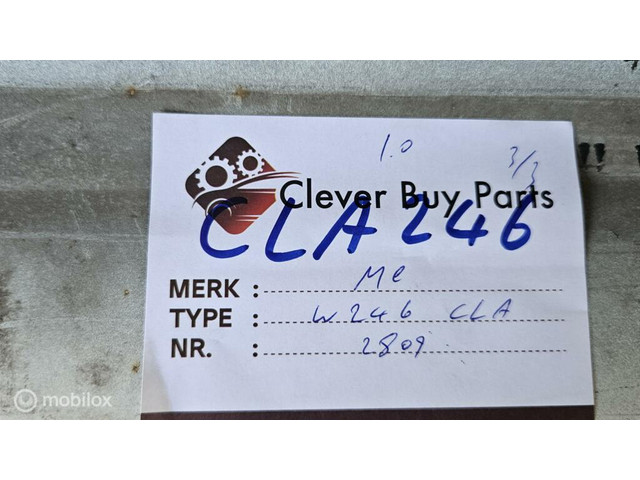 1.0
3/3
Clever Buy Parts
CLA 246
MERK : Me
TYPE : W246 CLA
NR. : 2809
mobilox